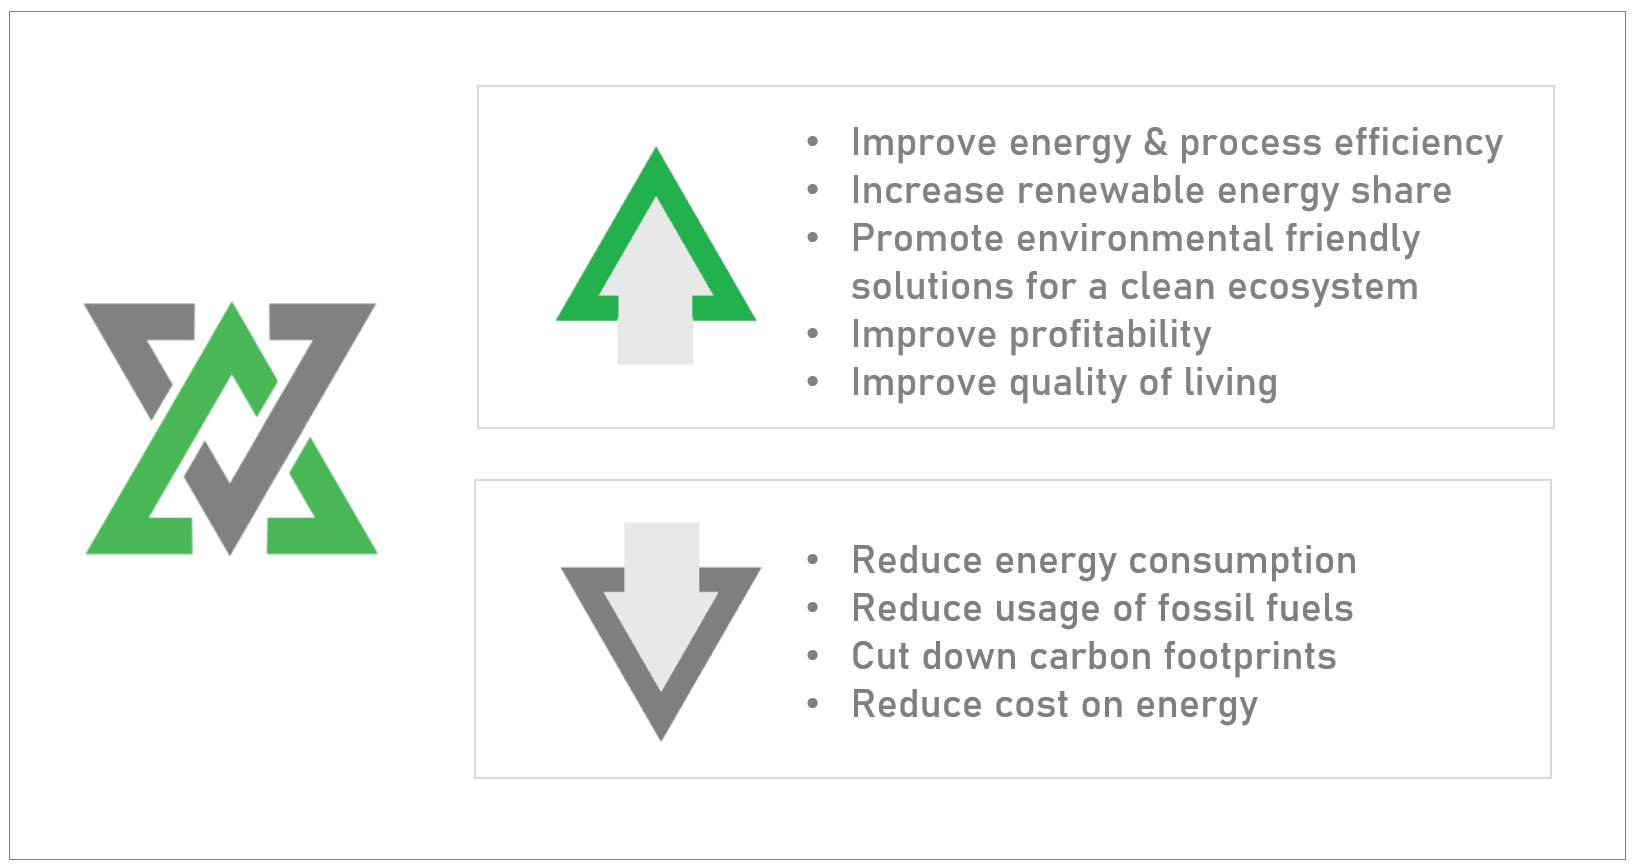 • Improve energy & process efficiency
• Increase renewable energy share
• Promote environmental friendly
solutions for a clean ecosystem
• Improve profitability
• Improve quality of living
• Reduce energy consumption
• Reduce usage of fossil fuels
• Cut down carbon footprints
• Reduce cost on energy